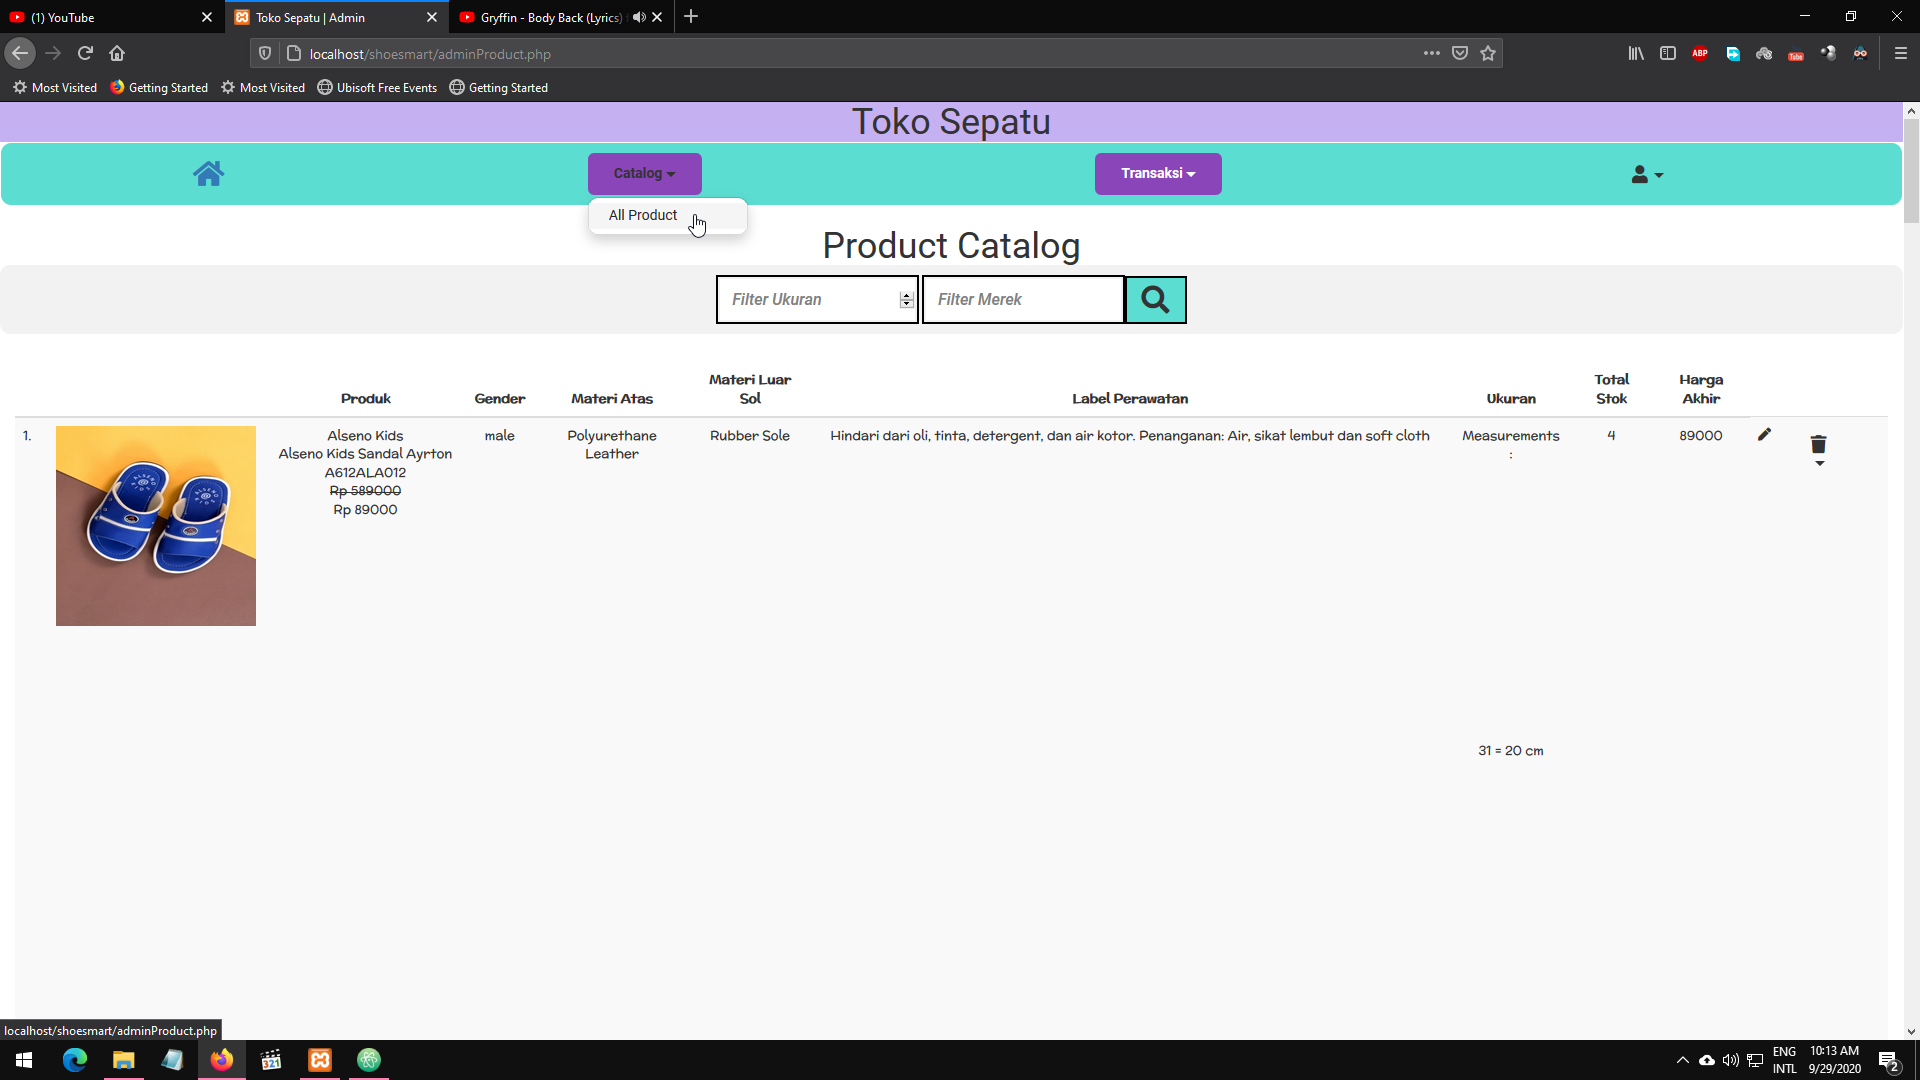 (1) YouTube
Toko Sepatu | Admin
Gryffin - Body Back (Lyrics)
localhost/shoesmart/adminProduct.php
ABP
Tube
Most Visited
Getting Started
Most Visited
Ubisoft Free Events
Getting Started
Toko Sepatu
Catalog
Transaksi
All Product
Product Catalog
Filter Ukuran
Filter Merek
Produk
Gender
Materi Atas
Materi Luar
Sol
Label Perawatan
Ukuran
Total
Stok
Harga
Akhir
1.
Alseno Kids
Alseno Kids Sandal Ayrton
A612ALA012
Rp 589000
Rp 89000
male
Polyurethane
Leather
Rubber Sole
Hindari dari oli, tinta, detergent, dan air kotor. Penanganan: Air, sikat lembut dan soft cloth
Measurements
:
4
89000
31 = 20 cm
localhost/shoesmart/adminProduct.php
321
ENG
INTL
10:13 AM
9/29/2020
2